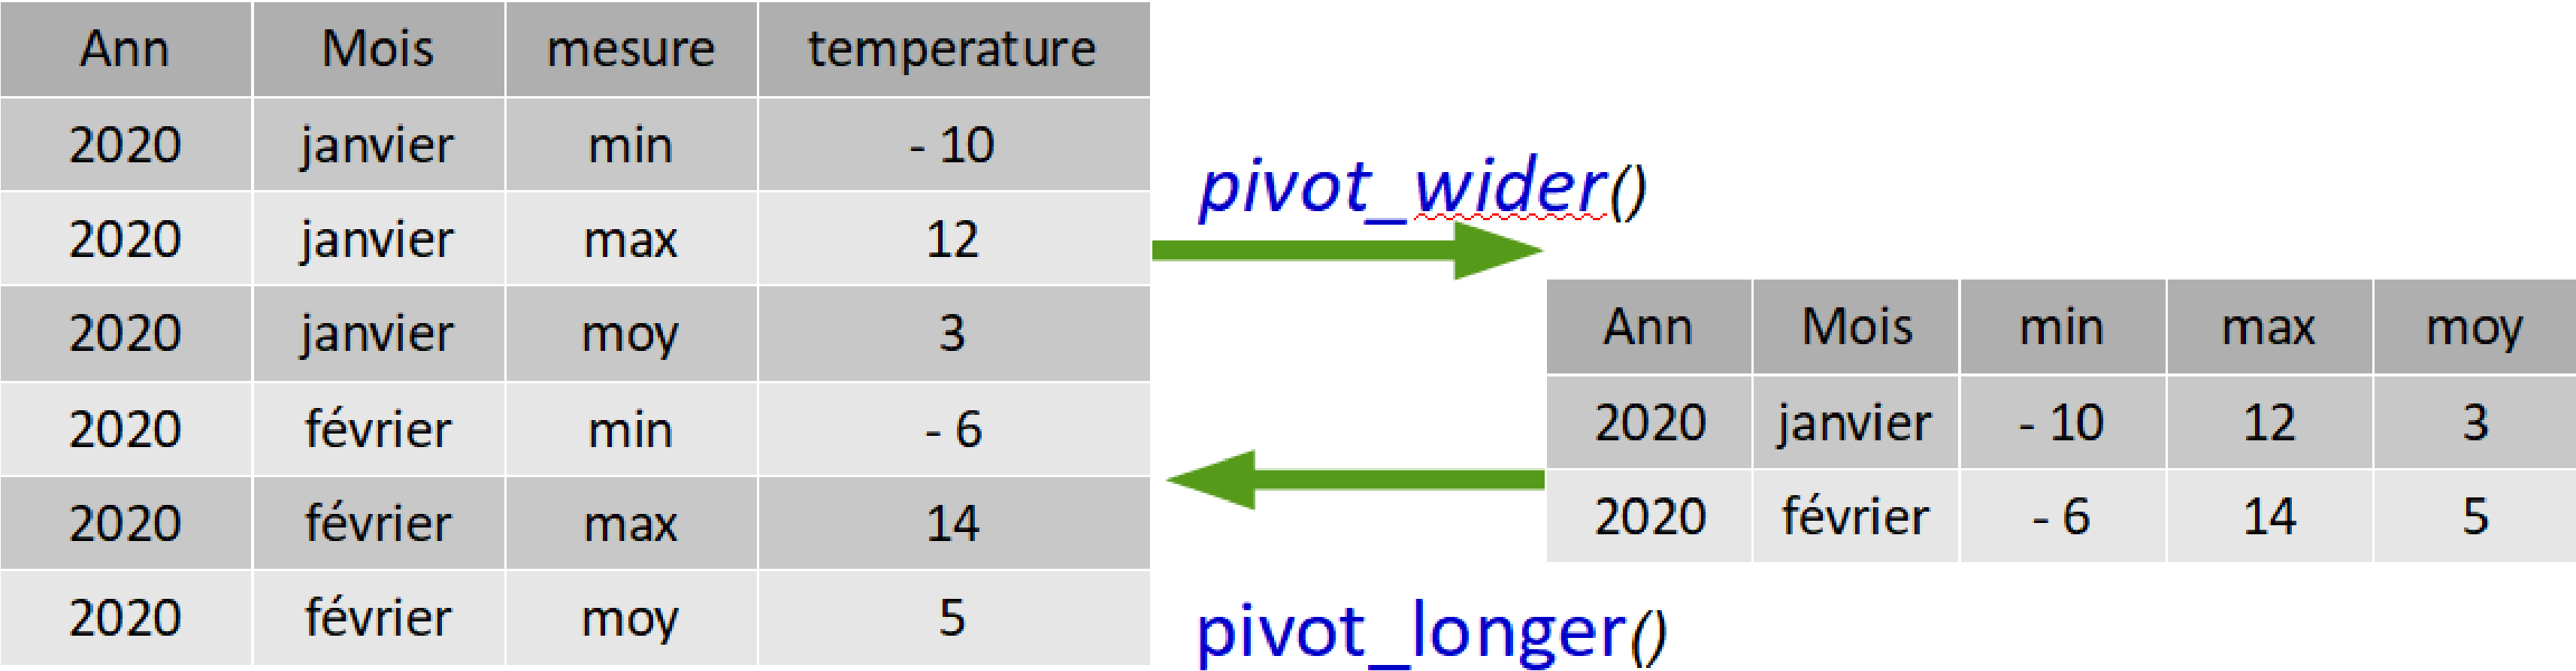 Ann Mois mesure temperature
2020 janvier min - 10
2020 janvier max 12
2020 janvier moy 3
2020 février min - 6
2020 février max 14
2020 février moy 5
pivot_wider()
Ann Mois min max moy
2020 janvier - 10 12 3
2020 février - 6 14 5
pivot_longer()